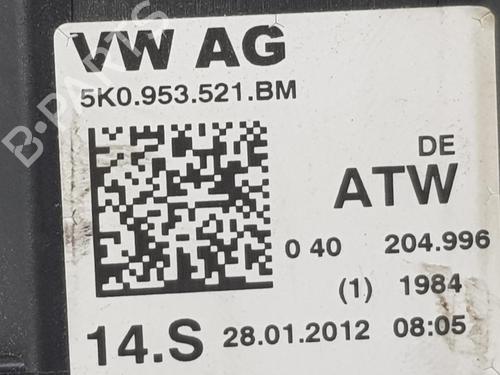 VW AG
5K0.953.521.BM
DE
ATW
0 40 204.996
(1) 1984
14.S 28.01.2012 08:05
B-PARTS